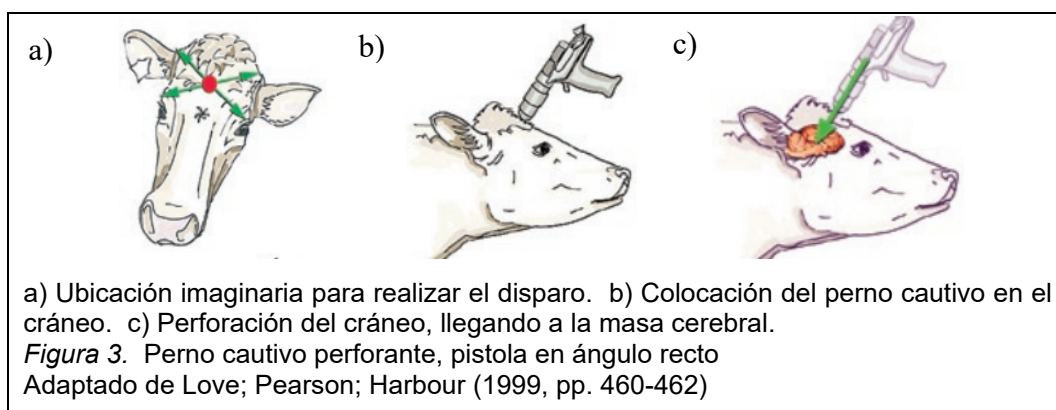 a)
b)
c)
a) Ubicación imaginaria para realizar el disparo. b) Colocación del perno cautivo en el
cráneo. c) Perforación del cráneo, llegando a la masa cerebral.
Figura 3. Perno cautivo perforante, pistola en ángulo recto
Adaptado de Love; Pearson; Harbour (1999, pp. 460-462)